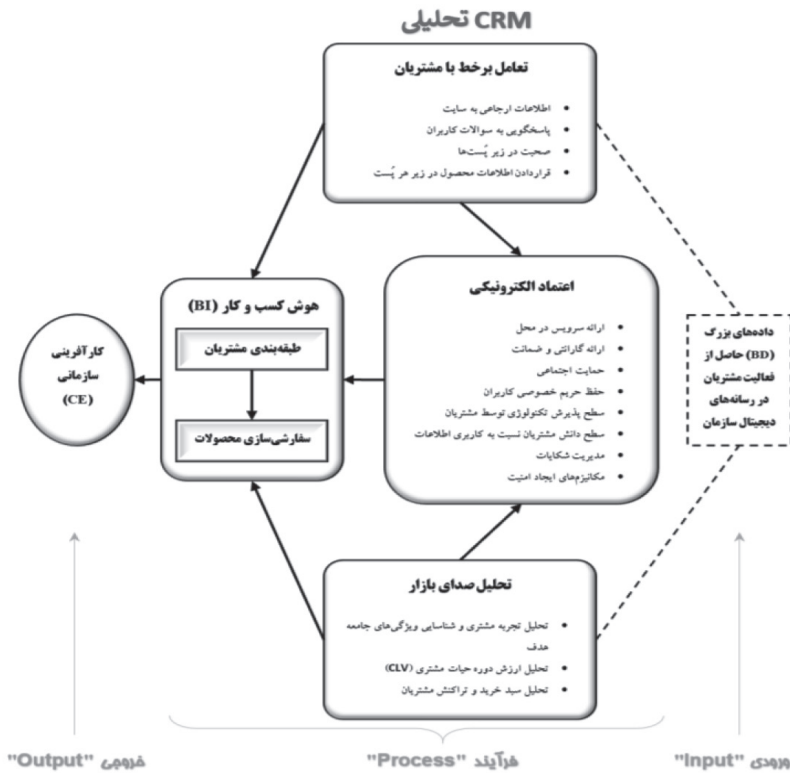 CRM تحلیلی
تعامل برخط با مشتریان
• اطلاعات ارجاعی به سایت
• پاسخگویی به سوالات کاربران
• صحبت در زیر پُست‌ها
• قراردادن اطلاعات محصول در زیر هر پُست
داده‌های بزرگ
(BD) حاصل از
فعالیت مشتریان
در رسانه‌های
دیجیتال سازمان
اعتماد الکترونیکی
• ارائه سرویس در محل
• ارائه گارانتی و ضمانت
• حمایت اجتماعی
• حفظ حریم خصوصی کاربران
• سطح پذیرش تکنولوژی توسط مشتریان
• سطح دانش مشتریان نسبت به کاربری اطلاعات
• مدیریت شکایات
• مکانیزم‌های ایجاد امنیت
هوش کسب و کار (BI)
طبقه‌بندی مشتریان
سفارشی‌سازی محصولات
کارآفرینی
سازمانی
(CE)
تحلیل صدای بازار
• تحلیل تجربه مشتری و شناسایی ویژگی‌های جامعه
هدف
• تحلیل ارزش دوره حیات مشتری (CLV)
• تحلیل سبد خرید و تراکنش مشتریان
ورودی "Input"
فرآیند "Process"
خروجی "Output"